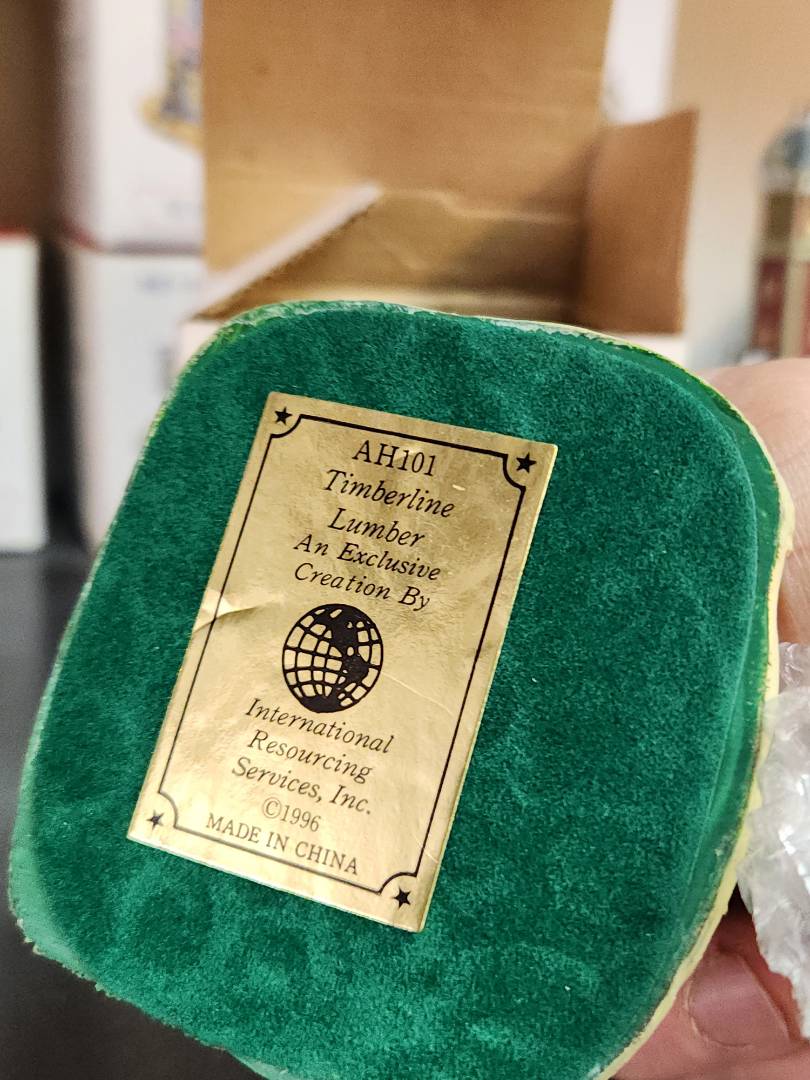 AH101
Timberline
Lumber
An Exclusive
Creation By
International
Resourcing
Services, Inc.
©1996
MADE IN CHINA